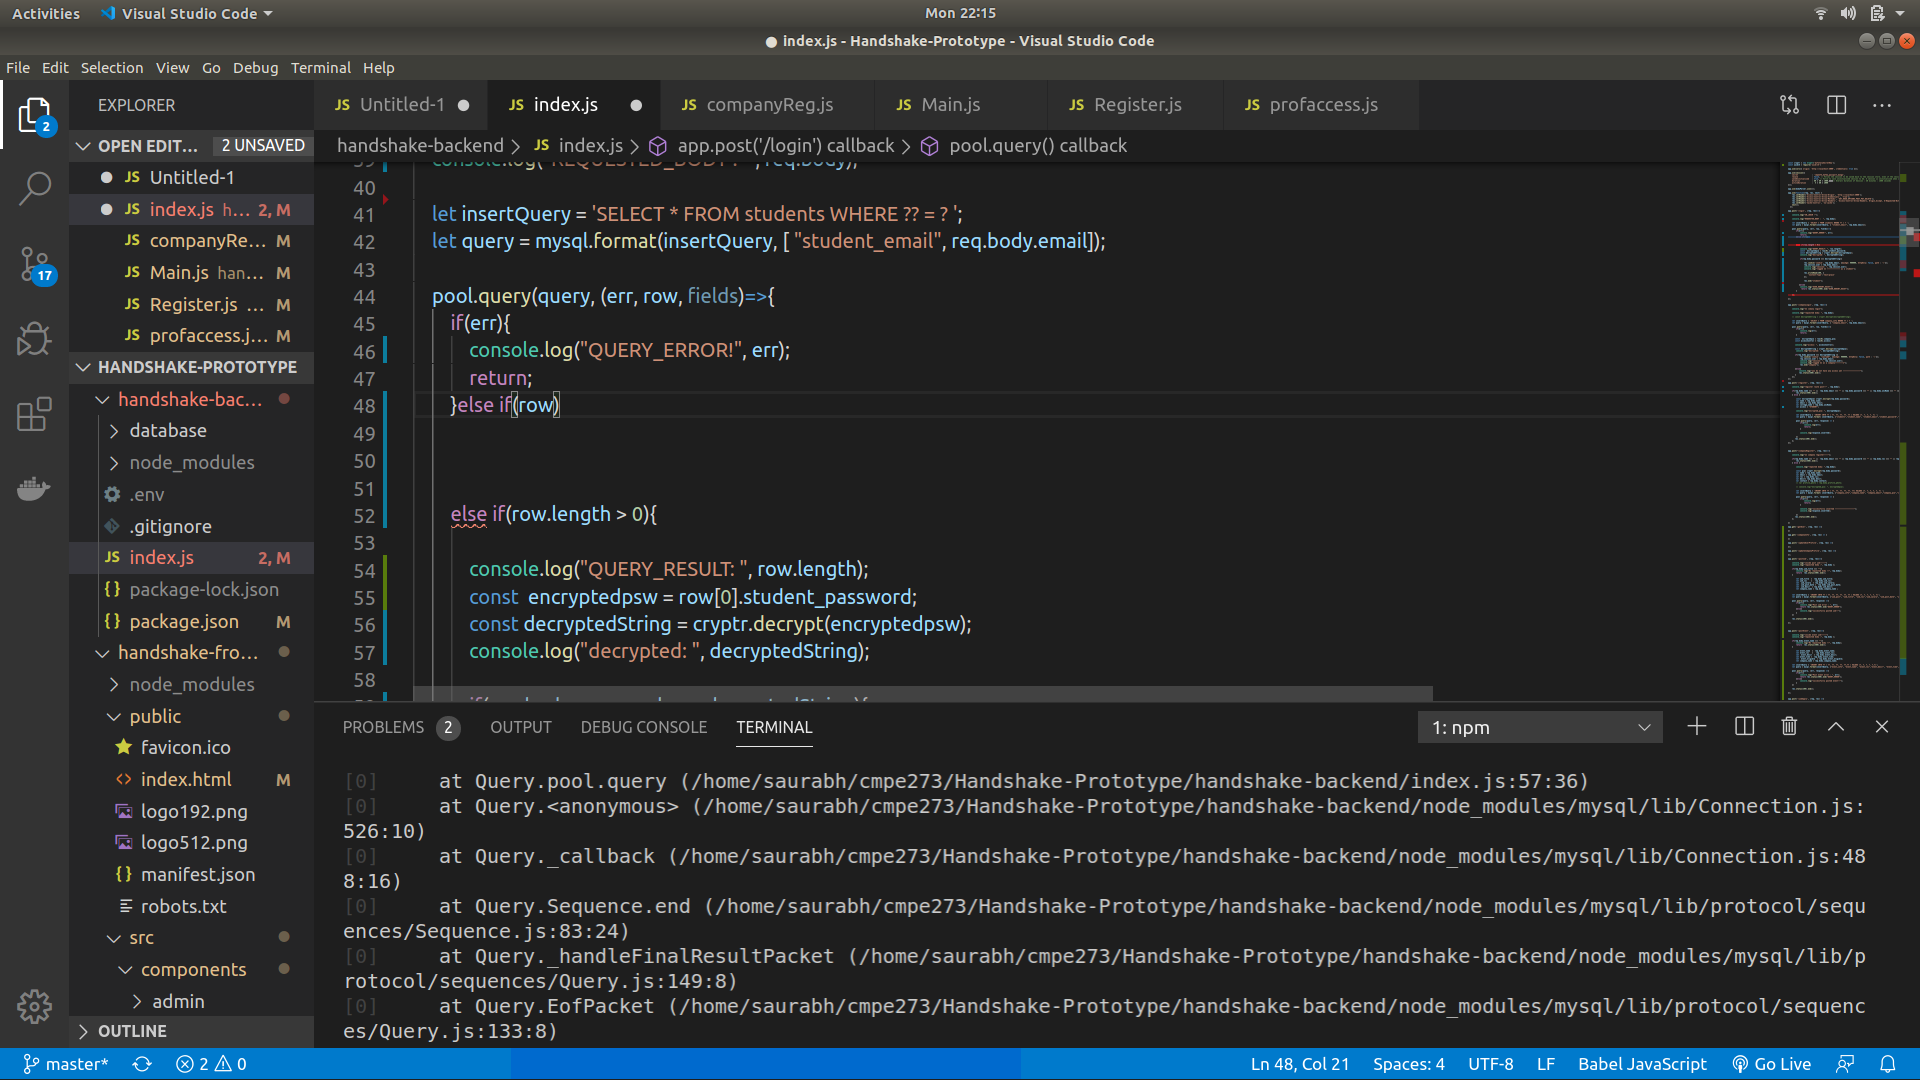 Activities
Visual Studio Code
Mon 22:15
● index.js - Handshake-Prototype - Visual Studio Code
File Edit Selection View Go Debug Terminal Help
EXPLORER
OPEN EDIT... 2 UNSAVED
JS Untitled-1
JS index.js h... 2, M
JS companyRe... M
JS Main.js han... M
JS Register.js ... M
JS profaccess.j... M
HANDSHAKE-PROTOTYPE
handshake-bac...
database
node_modules
.env
.gitignore
JS index.js 2, M
{} package-lock.json
{} package.json M
handshake-fro...
node_modules
public
favicon.ico
<> index.html M
logo192.png
logo512.png
{} manifest.json
robots.txt
src
components
admin
OUTLINE
2
17
JS Untitled-1 ● JS index.js ● JS companyReg.js JS Main.js JS Register.js JS profaccess.js
handshake-backend > JS index.js > app.post('/login') callback > pool.query() callback
40
41 let insertQuery = 'SELECT * FROM students WHERE ?? = ? ';
42 let query = mysql.format(insertQuery, [ "student_email", req.body.email]);
43
44 pool.query(query, (err, row, fields)=>{
45 if(err){
46 console.log("QUERY_ERROR!", err);
47 return;
48 }else if(row)
49
50
51
52 else if(row.length > 0){
53
54 console.log("QUERY_RESULT: ", row.length);
55 const encryptedpsw = row[0].student_password;
56 const decryptedString = cryptr.decrypt(encryptedpsw);
57 console.log("decrypted: ", decryptedString);
58
PROBLEMS 2 OUTPUT DEBUG CONSOLE TERMINAL 1: npm
[0] at Query.pool.query (/home/saurabh/cmpe273/Handshake-Prototype/handshake-backend/index.js:57:36)
[0] at Query.<anonymous> (/home/saurabh/cmpe273/Handshake-Prototype/handshake-backend/node_modules/mysql/lib/Connection.js:
526:10)
[0] at Query._callback (/home/saurabh/cmpe273/Handshake-Prototype/handshake-backend/node_modules/mysql/lib/Connection.js:48
8:16)
[0] at Query.Sequence.end (/home/saurabh/cmpe273/Handshake-Prototype/handshake-backend/node_modules/mysql/lib/protocol/sequ
ences/Sequence.js:83:24)
[0] at Query._handleFinalResultPacket (/home/saurabh/cmpe273/Handshake-Prototype/handshake-backend/node_modules/mysql/lib/p
rotocol/sequences/Query.js:149:8)
[0] at Query.EofPacket (/home/saurabh/cmpe273/Handshake-Prototype/handshake-backend/node_modules/mysql/lib/protocol/sequenc
es/Query.js:133:8)
master* 2 0 Ln 48, Col 21 Spaces: 4 UTF-8 LF Babel JavaScript Go Live